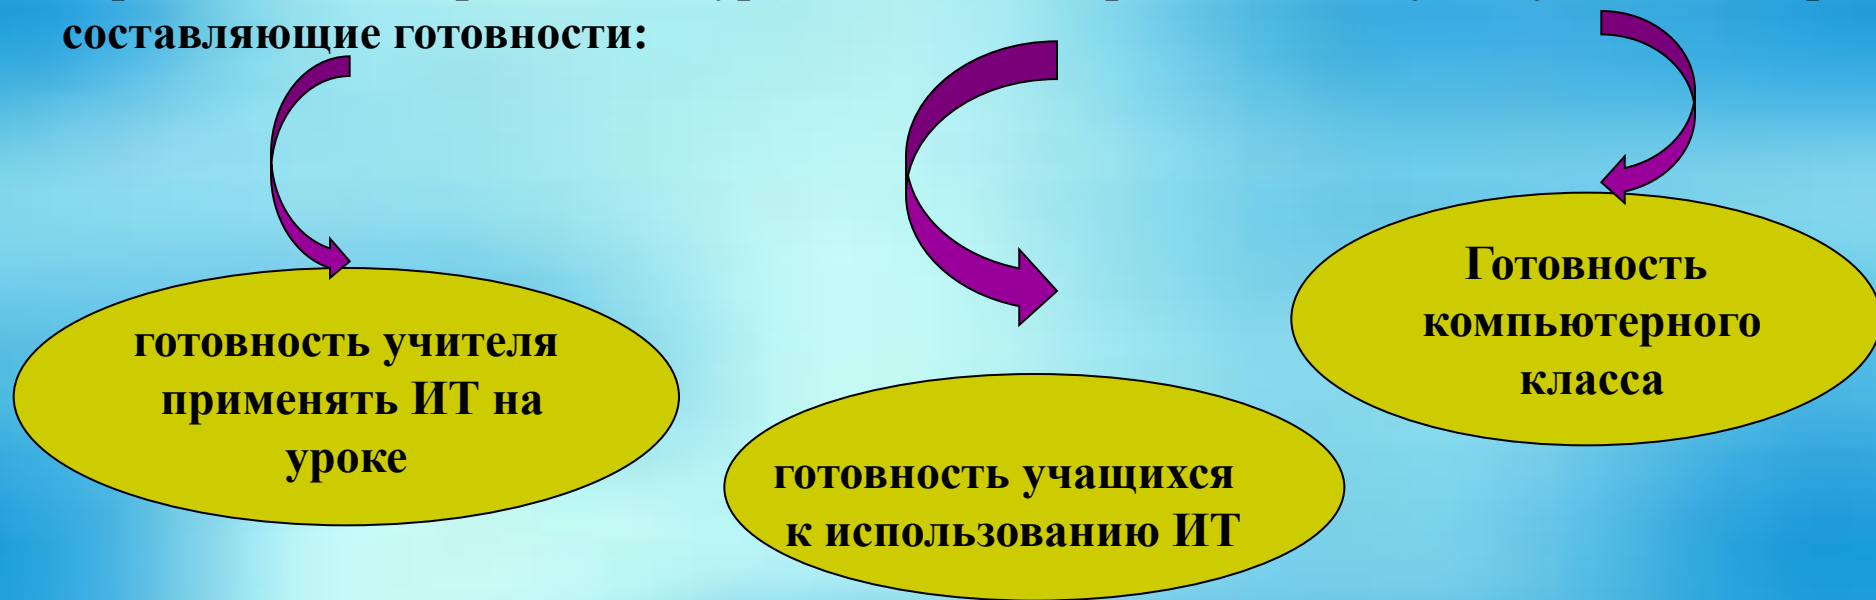 составляющие готовности:
готовность учителя
применять ИТ на
уроке
готовность учащихся
к использованию ИТ
Готовность
компьютерного
класса